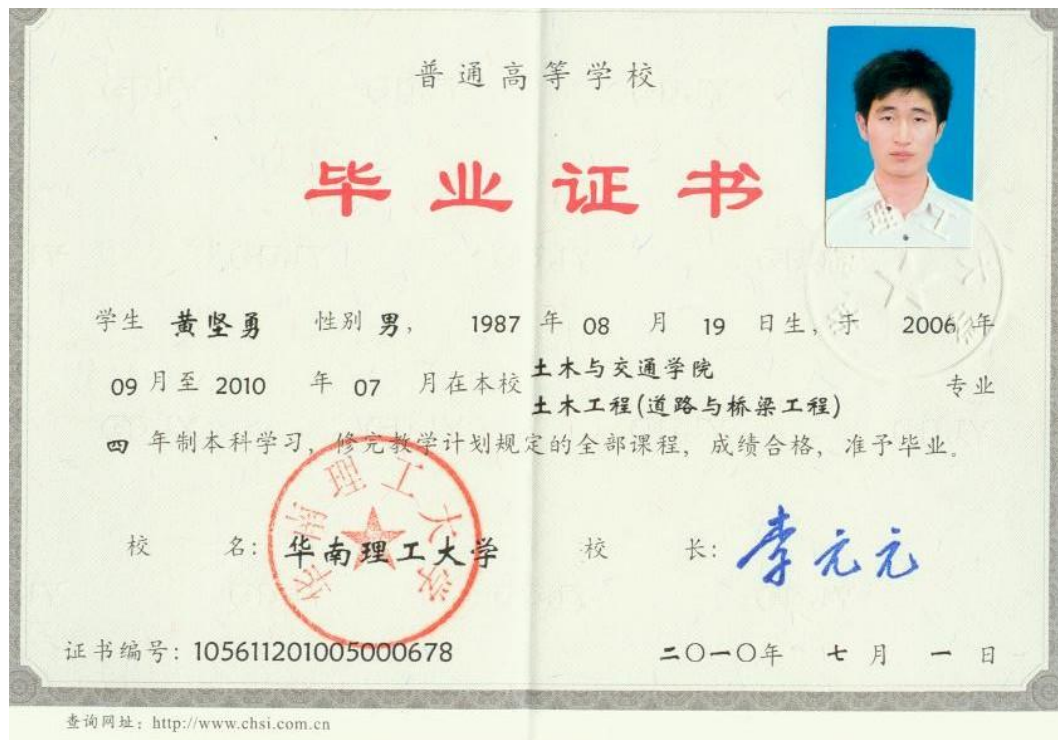 普通高等学校
毕业证书
学生 黄坚勇 性别 男， 1987 年 08 月 19 日生，于 2006 年
09 月至 2010 年 07 月在本校 土木与交通学院 土木工程(道路与桥梁工程) 专业
四 年制本科学习，修完教学计划规定的全部课程，成绩合格，准予毕业。
校 名：华南理工大学 校 长：李元元
华南理工大学
证书编号：105611201005000678 二〇一〇年 七 月 一 日
查询网址：http://www.chsi.com.cn